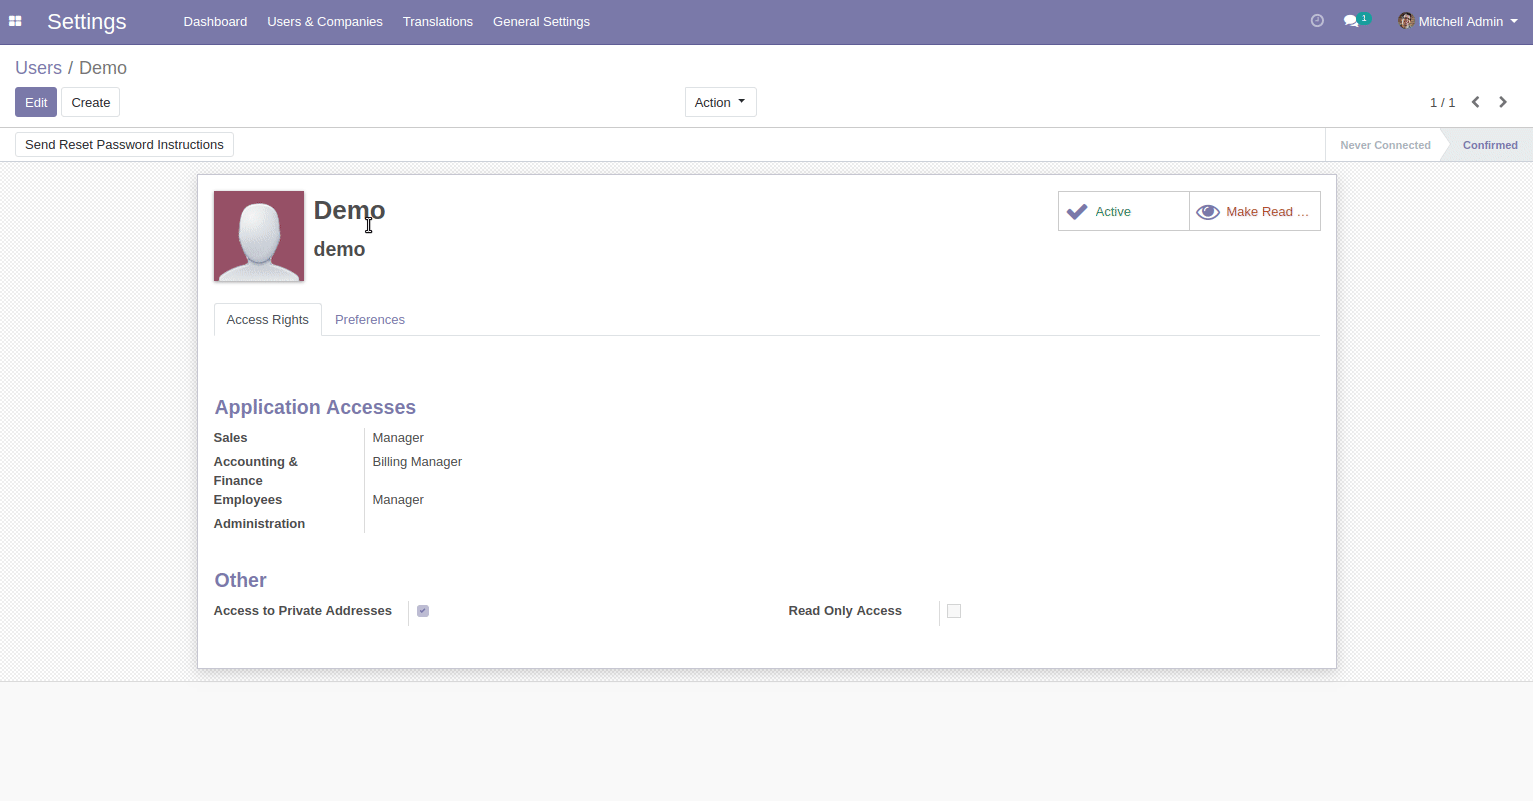 Settings Dashboard Users & Companies Translations General Settings 1 Mitchell Admin
Users / Demo
Edit Create Action 1 / 1
Send Reset Password Instructions Never Connected Confirmed
Demo Active Make Read ...
demo
Access Rights Preferences
Application Accesses
Sales Manager
Accounting & Billing Manager
Finance
Employees Manager
Administration
Other
Access to Private Addresses Read Only Access